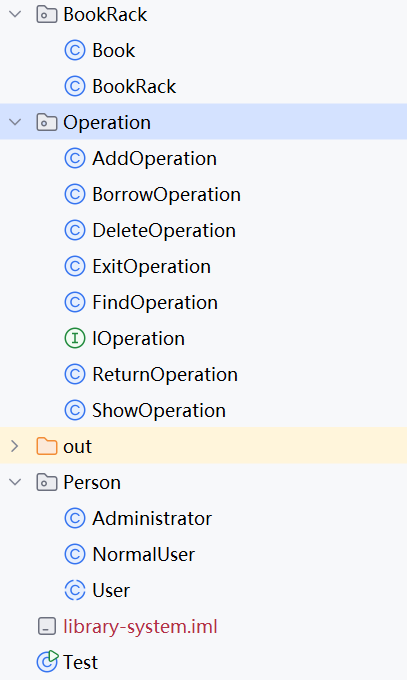 BookRack
Book
BookRack
Operation
AddOperation
BorrowOperation
DeleteOperation
ExitOperation
FindOperation
IOperation
ReturnOperation
ShowOperation
out
Person
Administrator
NormalUser
User
library-system.iml
Test